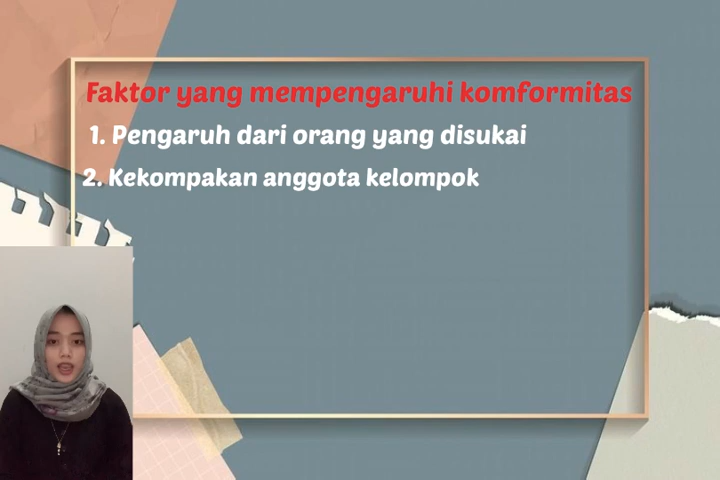 Faktor yang mempengaruhi komformitas
1. Pengaruh dari orang yang disukai
2. Kekompakan anggota kelompok